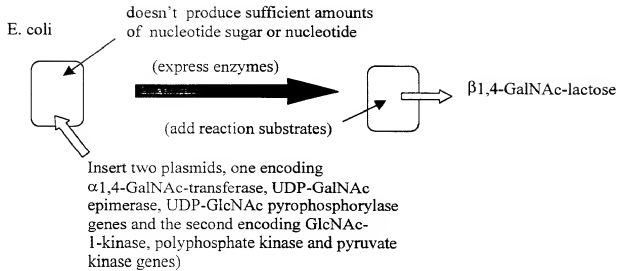 doesn't produce sufficient amounts
of nucleotide sugar or nucleotide
E. coli
(express enzymes)
(add reaction substrates)
β1,4-GalNAc-lactose
Insert two plasmids, one encoding
α1,4-GalNAc-transferase, UDP-GalNAc
epimerase, UDP-GlcNAc pyrophosphorylase
genes and the second encoding GlcNAc-
1-kinase, polyphosphate kinase and pyruvate
kinase genes)